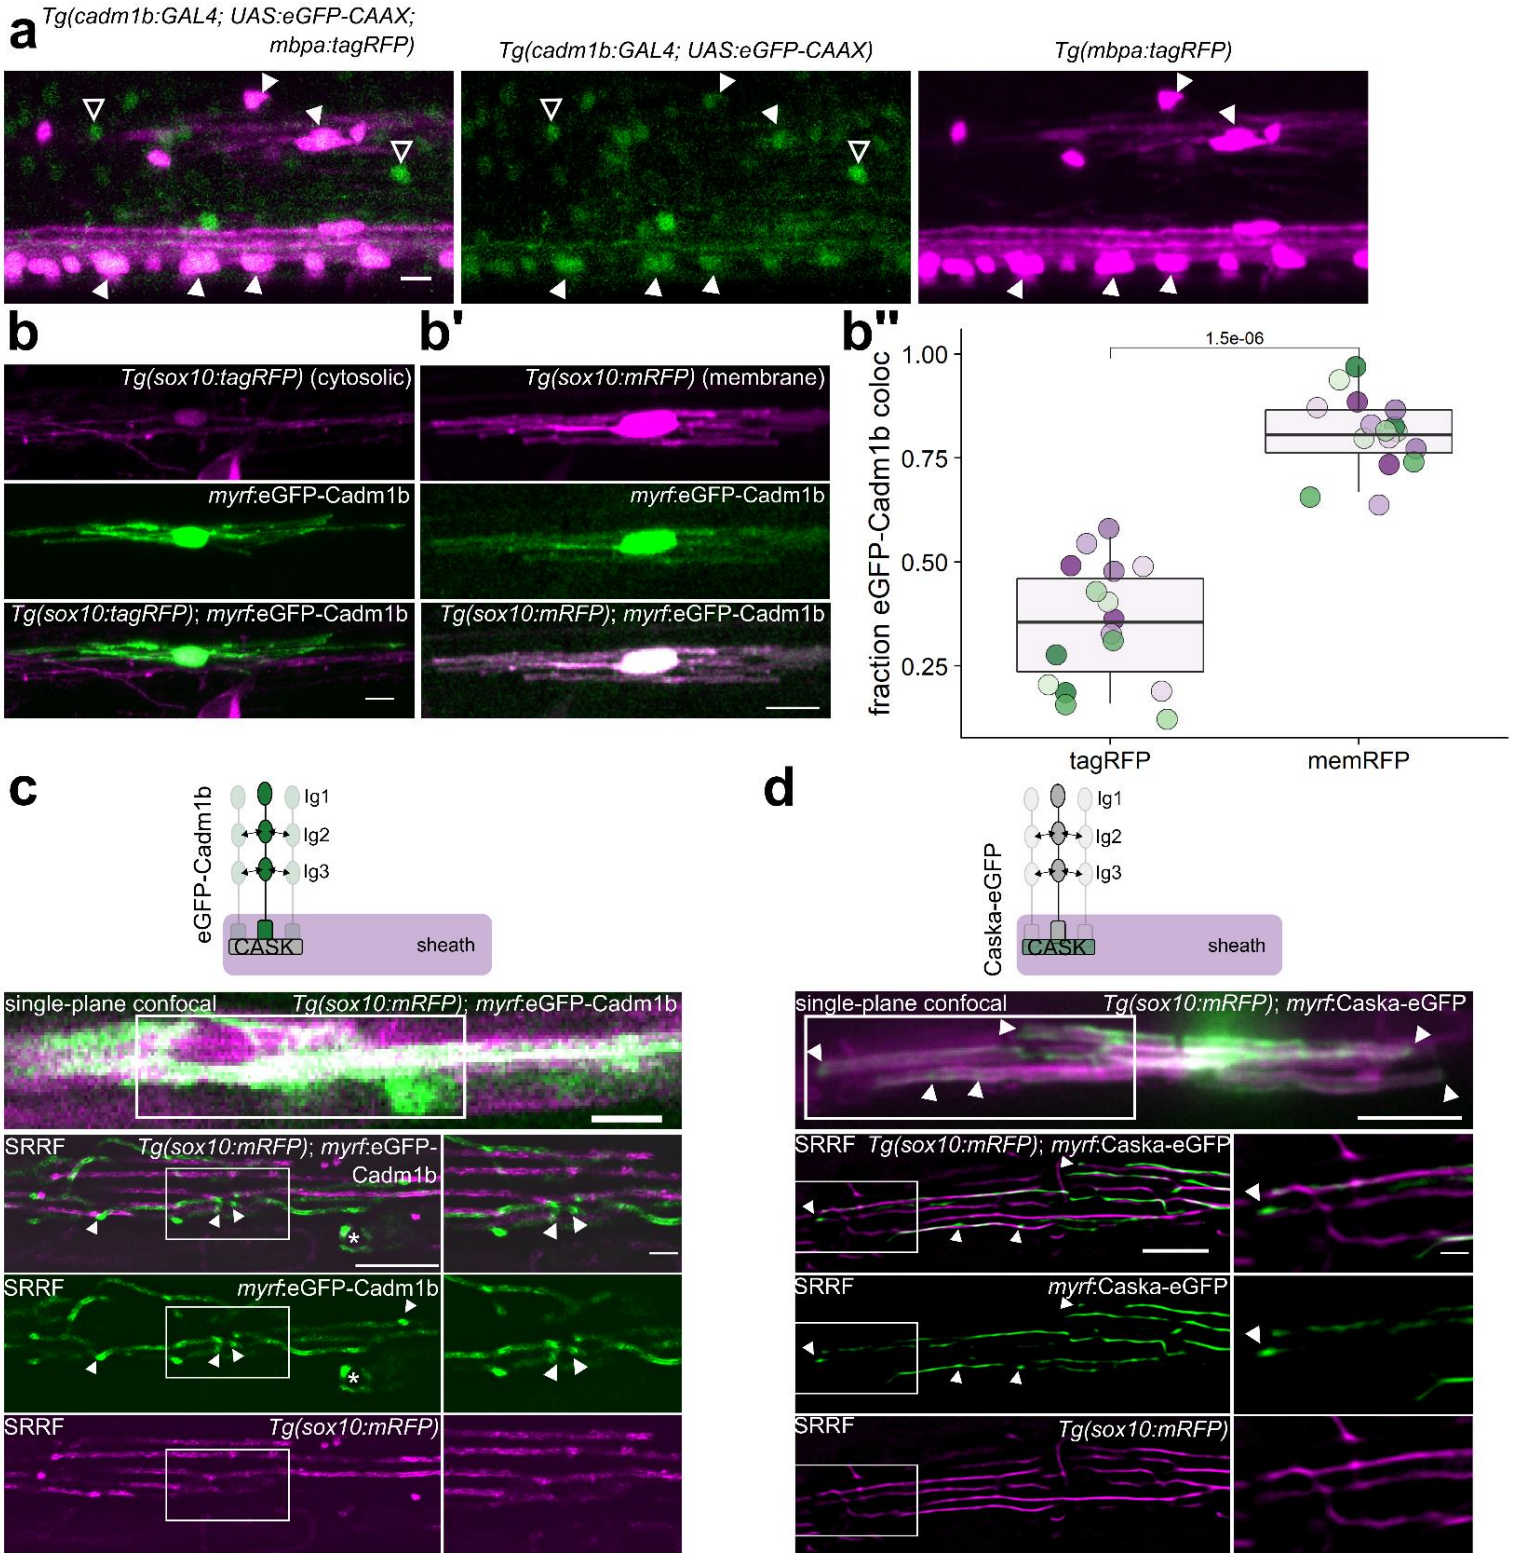 a
Tg(cadm1b:GAL4; UAS:eGFP-CAAX;
mbpa:tagRFP)
Tg(cadm1b:GAL4; UAS:eGFP-CAAX)
Tg(mbpa:tagRFP)
b
Tg(sox10:tagRFP) (cytosolic)
myrf:eGFP-Cadm1b
Tg(sox10:tagRFP); myrf:eGFP-Cadm1b
b'
Tg(sox10:mRFP) (membrane)
myrf:eGFP-Cadm1b
Tg(sox10:mRFP); myrf:eGFP-Cadm1b
b"
fraction eGFP-Cadm1b coloc
1.00
0.75
0.50
0.25
1.5e-06
tagRFP
memRFP
c
eGFP-Cadm1b
Ig1
Ig2
Ig3
CASK
sheath
single-plane confocal
Tg(sox10:mRFP); myrf:eGFP-Cadm1b
SRRF
Tg(sox10:mRFP); myrf:eGFP-
Cadm1b
*
SRRF
myrf:eGFP-Cadm1b
*
SRRF
Tg(sox10:mRFP)
d
Caska-eGFP
Ig1
Ig2
Ig3
CASK
sheath
single-plane confocal
Tg(sox10:mRFP); myrf:Caska-eGFP
SRRF
Tg(sox10:mRFP); myrf:Caska-eGFP
SRRF
myrf:Caska-eGFP
SRRF
Tg(sox10:mRFP)